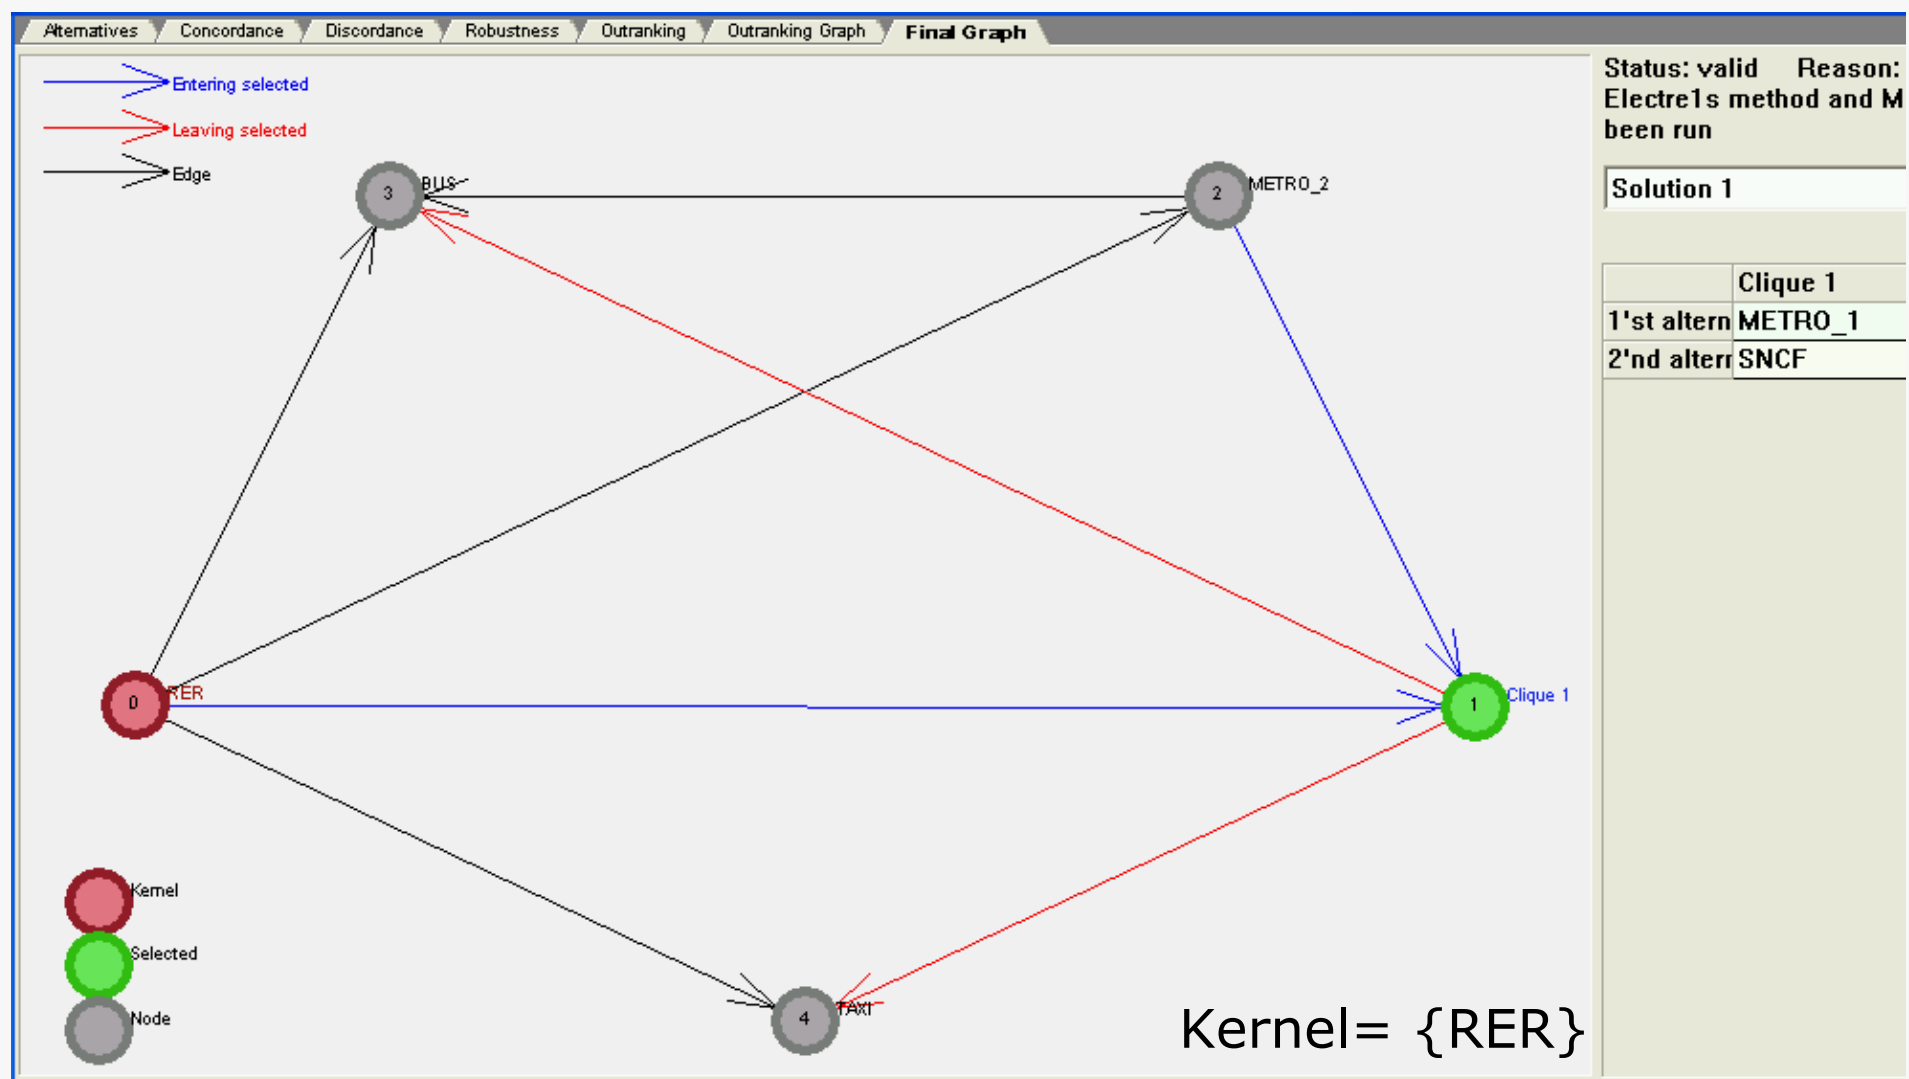 Alternatives Concordance Discordance Robustness Outranking Outranking Graph Final Graph
Entering selected
Leaving selected
Edge
3 BUS
2 METRO_2
0 RER
1 Clique 1
4 TAXI
Kernel
Selected
Node
Kernel= {RER}
Status: valid Reason:
Electre1s method and M
been run
Solution 1
Clique 1
1'st altern METRO_1
2'nd altern SNCF